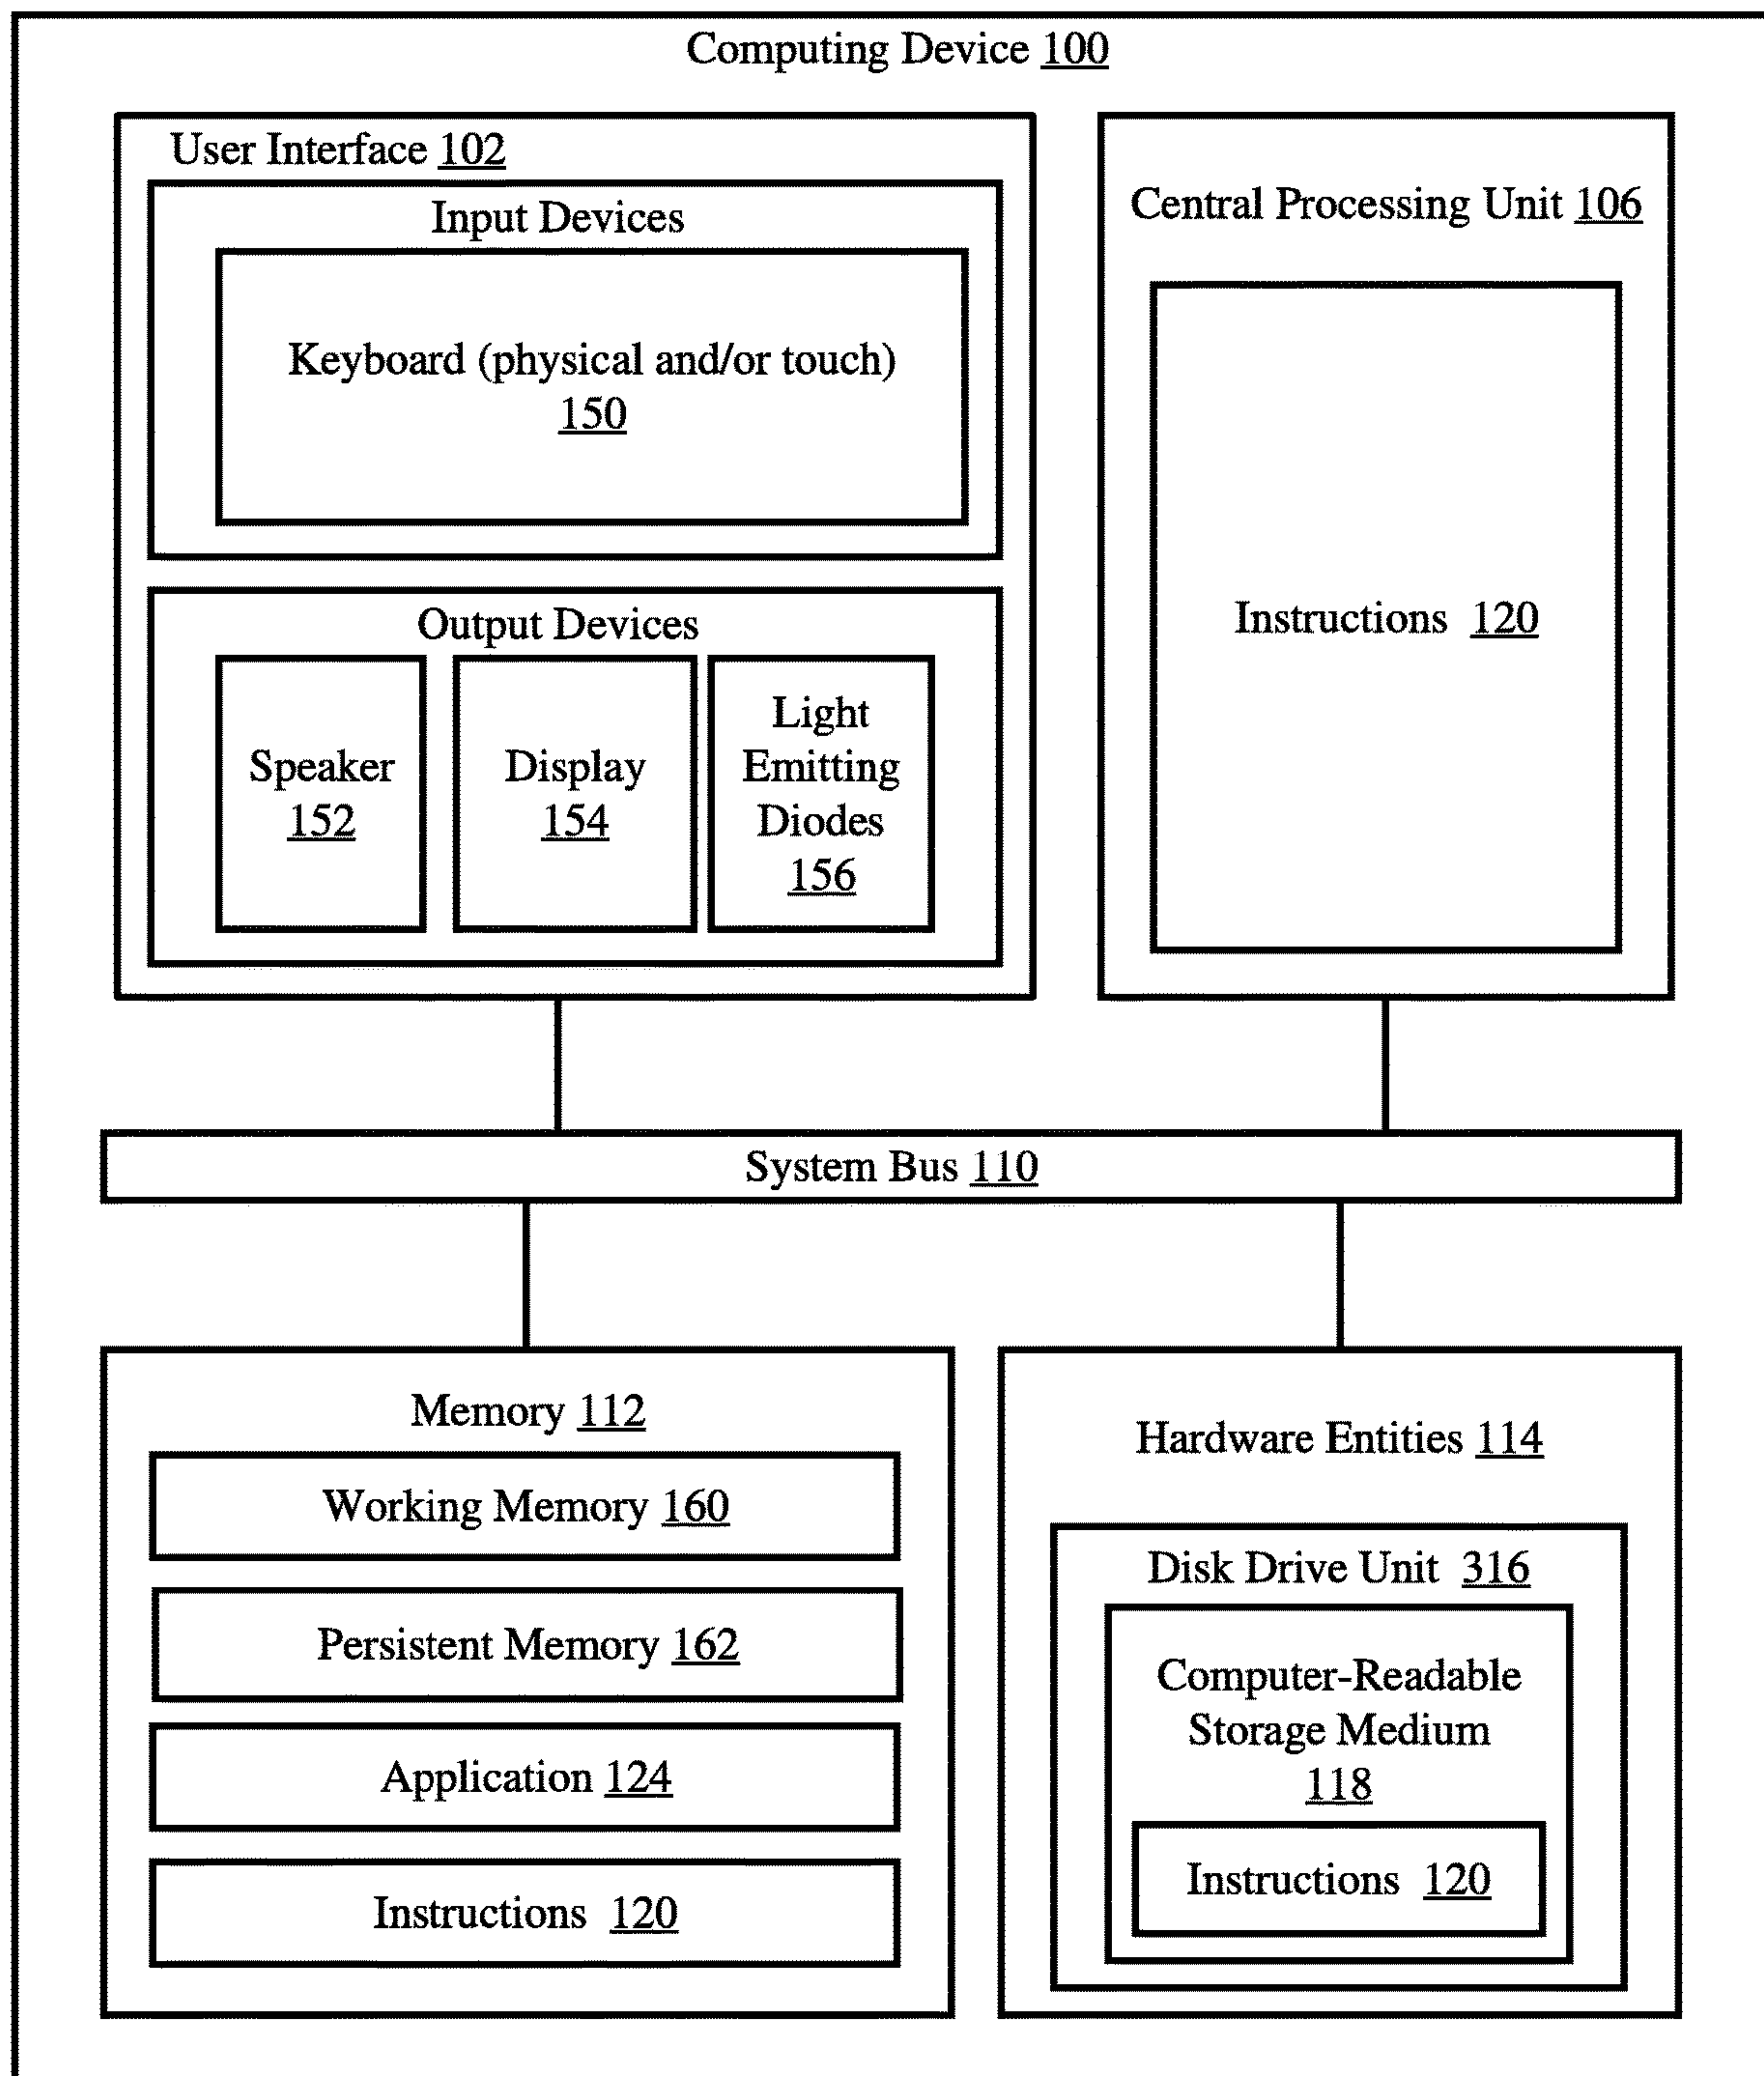 Computing Device 100
User Interface 102
Input Devices
Keyboard (physical and/or touch)
150
Output Devices
Speaker
152
Display
154
Light
Emitting
Diodes
156
Central Processing Unit 106
Instructions 120
System Bus 110
Memory 112
Working Memory 160
Persistent Memory 162
Application 124
Instructions 120
Hardware Entities 114
Disk Drive Unit 316
Computer-Readable
Storage Medium
118
Instructions 120